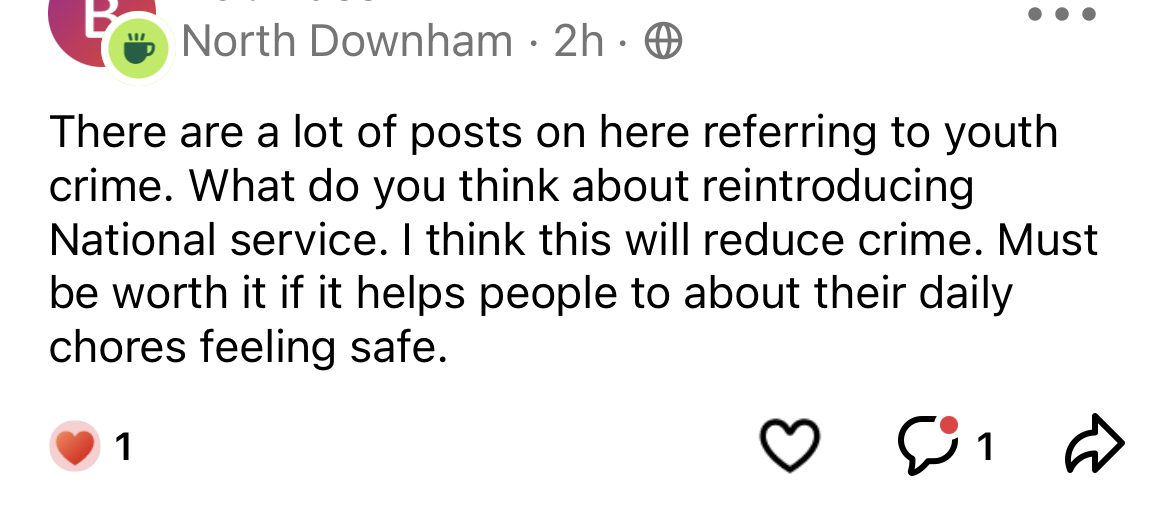 B
North Downham · 2h ·
There are a lot of posts on here referring to youth
crime. What do you think about reintroducing
National service. I think this will reduce crime. Must
be worth it if it helps people to about their daily
chores feeling safe.
1
1